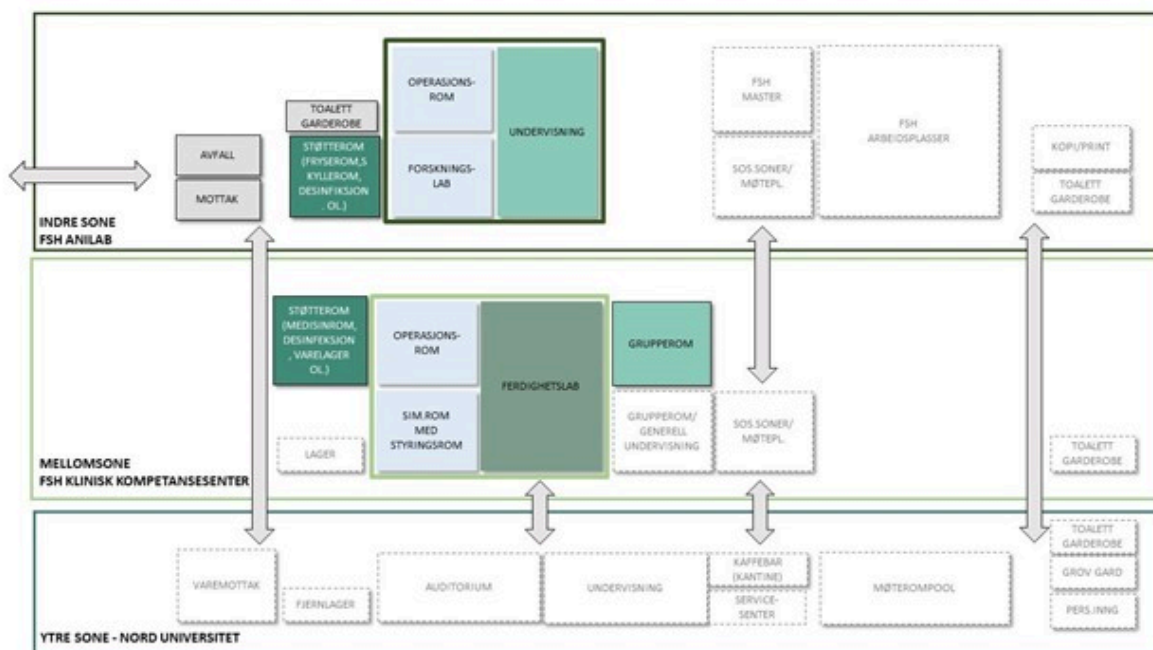 OPERASJONS-
ROM
FORSKNINGS-
LAB
UNDERVISNING
TOALETT
GARDEROBE
STØTTEROM
(FRYSEROM,S
KYLLEROM,
DESINFIKSJON
, OL.)
AVFALL
MOTTAK
FSH
MASTER
SOS.SONER/
MØTEPL.
FSH
ARBEIDSPLASSER
KOPI/PRINT
TOALETT
GARDEROBE
INDRE SONE
FSH ANILAB
STØTTEROM
(MEDISINROM,
DESINFEKSJON
, VARELAGER
OL.)
OPERASJONS-
ROM
SIM.ROM
MED
STYRINGSROM
FERDIGHETSLAB
GRUPPEROM
GRUPPEROM/
GENERELL
UNDERVISNING
SOS.SONER/
MØTEPL.
LAGER
TOALETT
GARDEROBE
MELLOMSONE
FSH KLINISK KOMPETANSESENTER
VAREMOTTAK
FJERNLAGER
AUDITORIUM
UNDERVISNING
KAFFEBAR
(KANTINE)
SERVICE-
SENTER
MØTEROMPOOL
TOALETT
GARDEROBE
GROV GARD
PERS.INNG
YTRE SONE - NORD UNIVERSITET